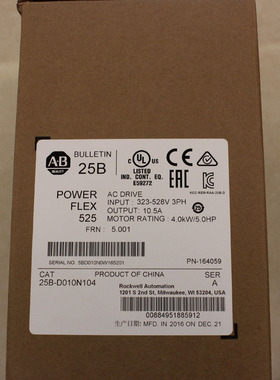 AB
BULLETIN
25B
UL
LISTED
IND. CONT. EQ.
E59272
CE
EAC
POWER
FLEX
525
AC DRIVE
INPUT : 323-528V 3PH
OUTPUT: 10.5A
MOTOR RATING : 4.0kW/5.0HP
25
FRN : 5.001
PN-164059
CAT
25B-D010N104
PRODUCT OF CHINA
SER
A
Rockwell Automation
1201 S 2nd St, Milwaukee, WI 53204, USA
00884951885912
生产日期: MFD. IN 2016 ON DEC 21